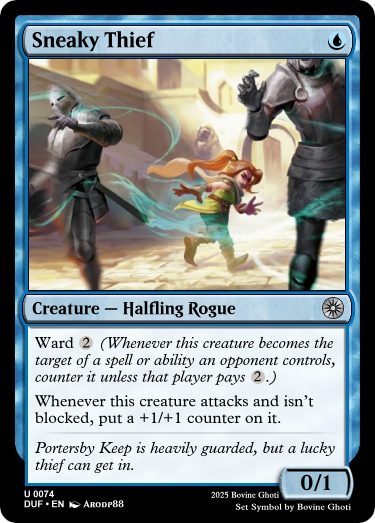 Sneaky Thief
Creature — Halfling Rogue
Ward 2 (Whenever this creature becomes the
target of a spell or ability an opponent controls,
counter it unless that player pays 2.)
Whenever this creature attacks and isn't
blocked, put a +1/+1 counter on it.
Portersby Keep is heavily guarded, but a lucky
thief can get in.
0/1
U 0074
DUF • EN Arodp88
2025 Bovine Ghoti
Set Symbol by Bovine Ghoti